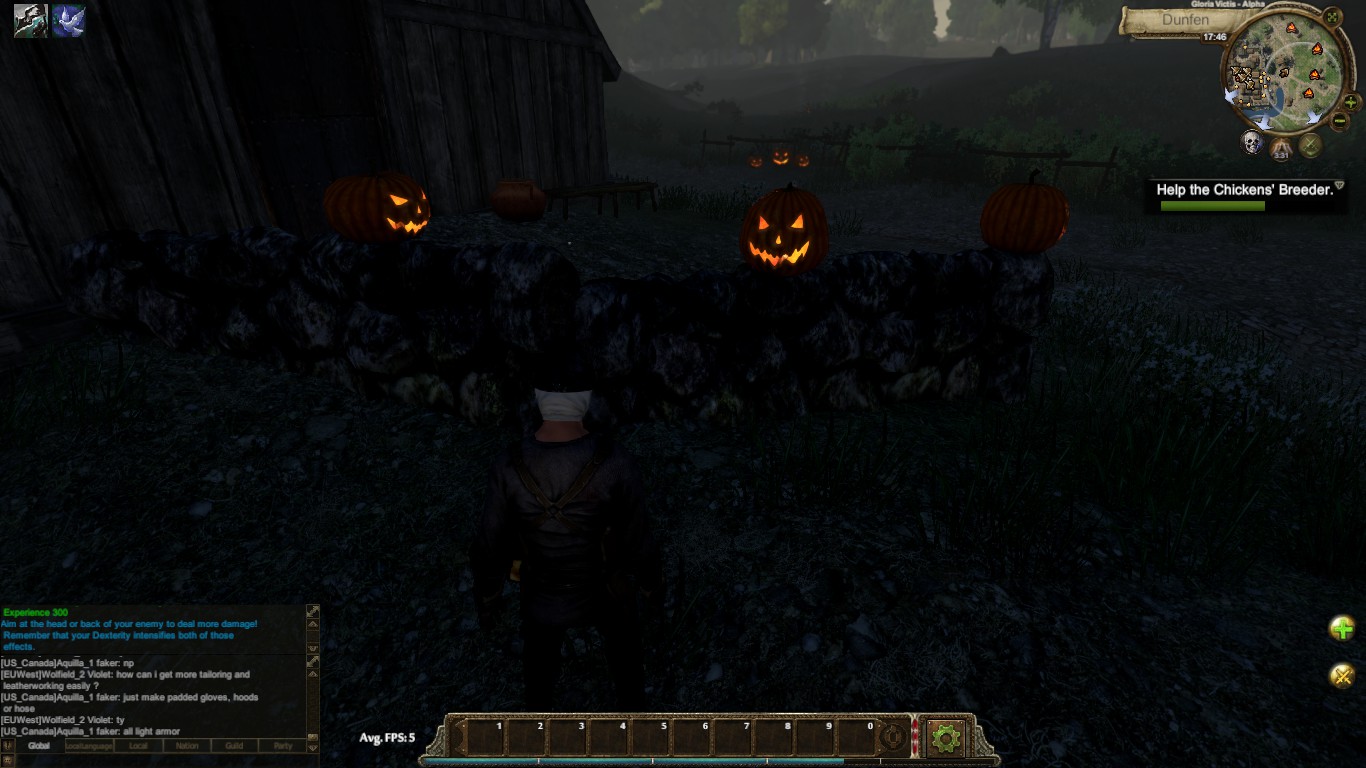 Gloria Victis - Alpha
Dunfen
17:46
331
Help the Chickens' Breeder.
Experience 300
Aim at the head or back of your enemy to deal more damage!
Remember that your Dexterity intensifies both of those
effects.
[US_Canada]Aquilla_1 faker: np
[EUWest]Wolfield_2 Violet: how can i get more tailoring and
leatherworking easily ?
[US_Canada]Aquilla_1 faker: just make padded gloves, hoods
or hose
[EUWest]Wolfield_2 Violet: ty
[US_Canada]Aquilla_1 faker: all light armor
Global LocalLanguage Local Nation Guild Party
Avg. FPS: 5
1 2 3 4 5 6 7 8 9 0